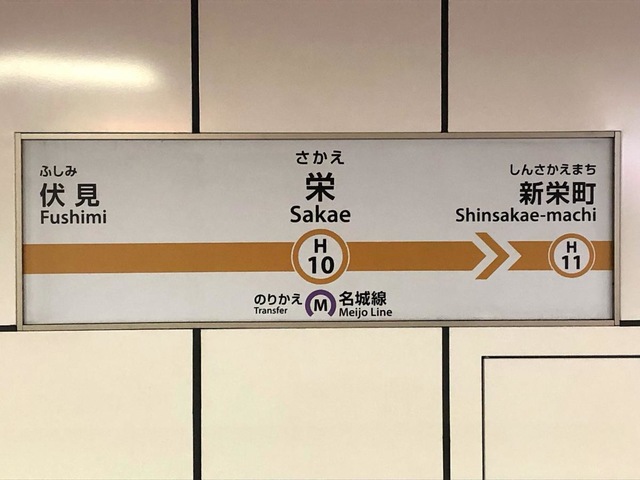 ふしみ
伏見
Fushimi
さかえ
栄
Sakae
H
10
のりかえ
Transfer
M
名城線
Meijo Line
しんさかえまち
新栄町
Shinsakae-machi
H
11